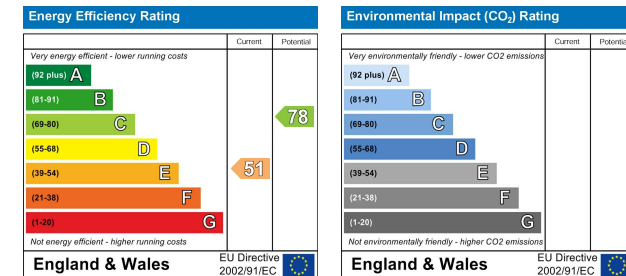 Energy Efficiency Rating
Current Potential
Very energy efficient - lower running costs
(92 plus) A
(81-91) B
(69-80) C
78
(55-68) D
(39-54) E
51
(21-38) F
(1-20) G
Not energy efficient - higher running costs
England & Wales
EU Directive
2002/91/EC
Environmental Impact (CO₂) Rating
Current Potential
Very environmentally friendly - lower CO2 emissions
(92 plus) A
(81-91) B
(69-80) C
(55-68) D
(39-54) E
(21-38) F
(1-20) G
Not environmentally friendly - higher CO2 emissions
England & Wales
EU Directive
2002/91/EC